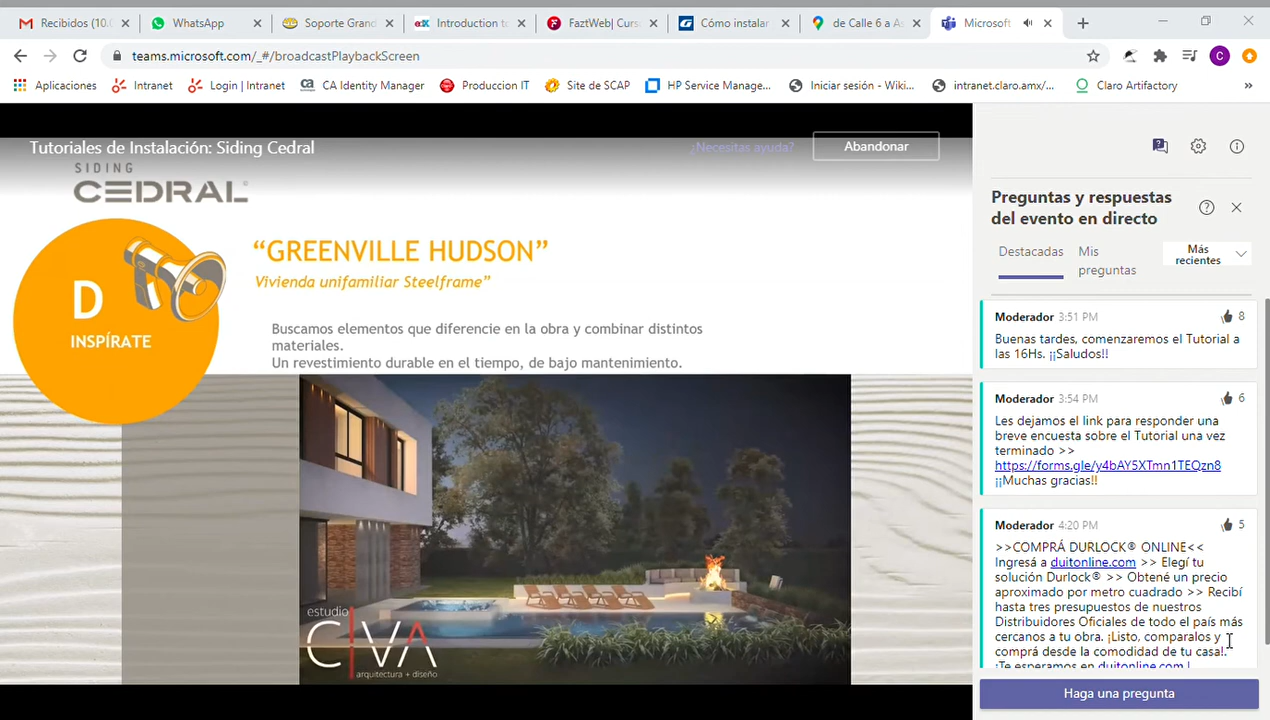 Recibidos (10.
WhatsApp
Soporte Grand
Introduction ta
FaztWeb| Curs
Cómo instalar
de Calle 6 a As
Microsoft
teams.microsoft.com/_#/broadcastPlaybackScreen
C
Aplicaciones
Intranet
Login | Intranet
ca
CA Identity Manager
Produccion IT
Site de SCAP
HP Service Manage...
Iniciar sesión - Wiki...
intranet.claro.amx/...
Claro Artifactory
»
Tutoriales de Instalación: Siding Cedral
¿Necesitas ayuda?
Abandonar
SIDING
CEDRAL
D
INSPÍRATE
“GREENVILLE HUDSON”
Vivienda unifamiliar Steelframe”
Buscamos elementos que diferencie en la obra y combinar distintos
materiales.
Un revestimiento durable en el tiempo, de bajo mantenimiento.
estudio
CIVA
arquitectura + diseño
Preguntas y respuestas
del evento en directo
Destacadas
Mis
preguntas
Más
recientes
Moderador 3:51 PM
8
Buenas tardes, comenzaremos el Tutorial a
las 16Hs. ¡¡Saludos!!
Moderador 3:54 PM
6
Les dejamos el link para responder una
breve encuesta sobre el Tutorial una vez
terminado >>
https://forms.gle/y4bAY5XTmn1TEQzn8
¡¡Muchas gracias!!
Moderador 4:20 PM
5
>>COMPRÁ DURLOCK® ONLINE<<
Ingresá a duitonline.com >> Elegí tu
solución Durlock® >> Obtené un precio
aproximado por metro cuadrado >> Recibí
hasta tres presupuestos de nuestros
Distribuidores Oficiales de todo el país más
cercanos a tu obra. ¡Listo, comparalos y
comprá desde la comodidad de tu casa!.
¡Te esperamos en duitonline.com |
Haga una pregunta